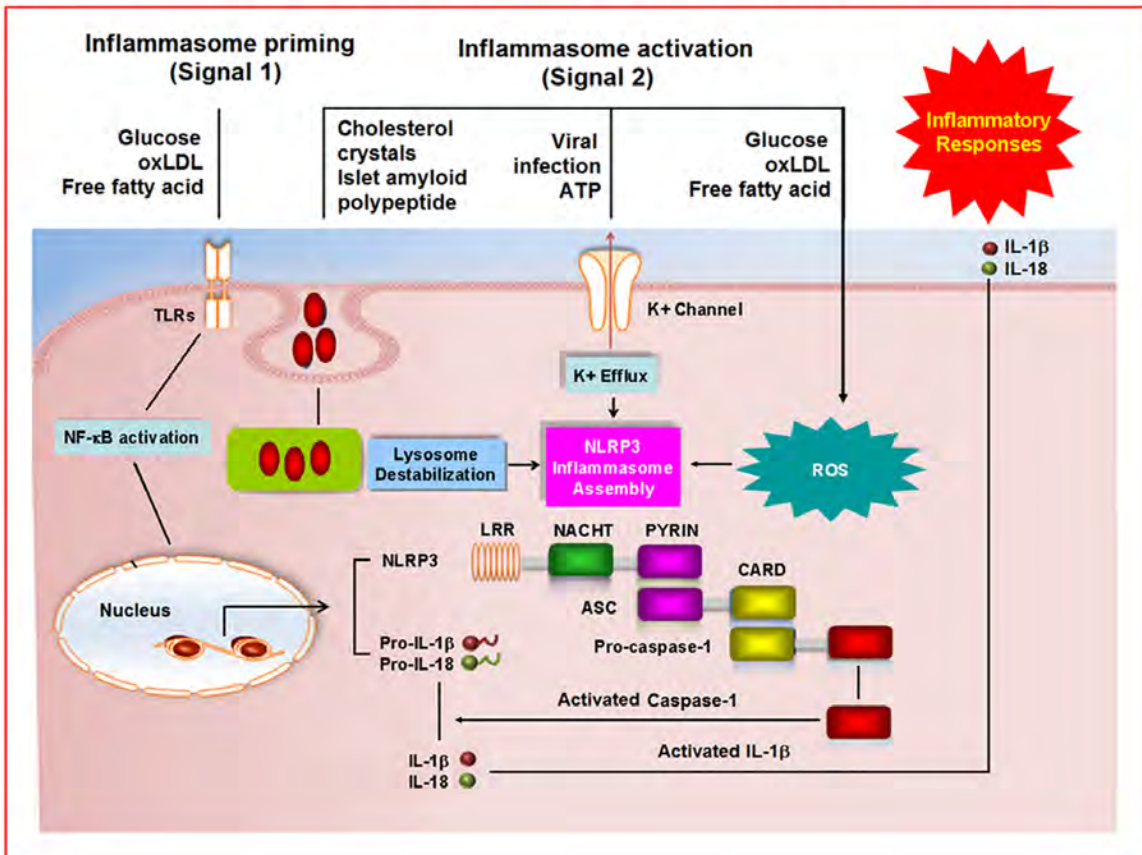 Inflammasome priming
(Signal 1)
Inflammasome activation
(Signal 2)
Glucose
oxLDL
Free fatty acid
Cholesterol
crystals
Islet amyloid
polypeptide
Viral
infection
ATP
Glucose
oxLDL
Free fatty acid
Inflammatory
Responses
IL-1β
IL-18
TLRs
K+ Channel
K+ Efflux
NF-κB activation
Lysosome
Destabilization
NLRP3
Inflammasome
Assembly
ROS
LRR
NACHT
PYRIN
NLRP3
CARD
Nucleus
ASC
Pro-IL-1β
Pro-IL-18
Pro-caspase-1
Activated Caspase-1
Activated IL-1β
IL-1β
IL-18